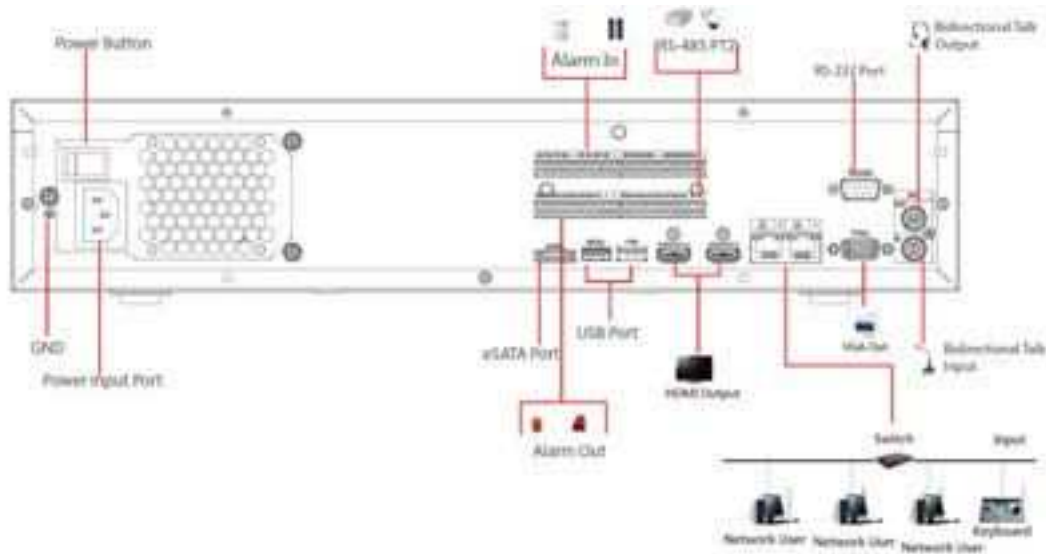 Power Button
Alarm In
RS-485 PTZ
RS-232 Port
Bidirectional Talk
Output
GND
Power Input Port
eSATA Port
USB Port
HDMI Output
VGA Out
Bidirectional Talk
Input
Alarm Out
Switch
Input
Network User
Network User
Network User
Keyboard